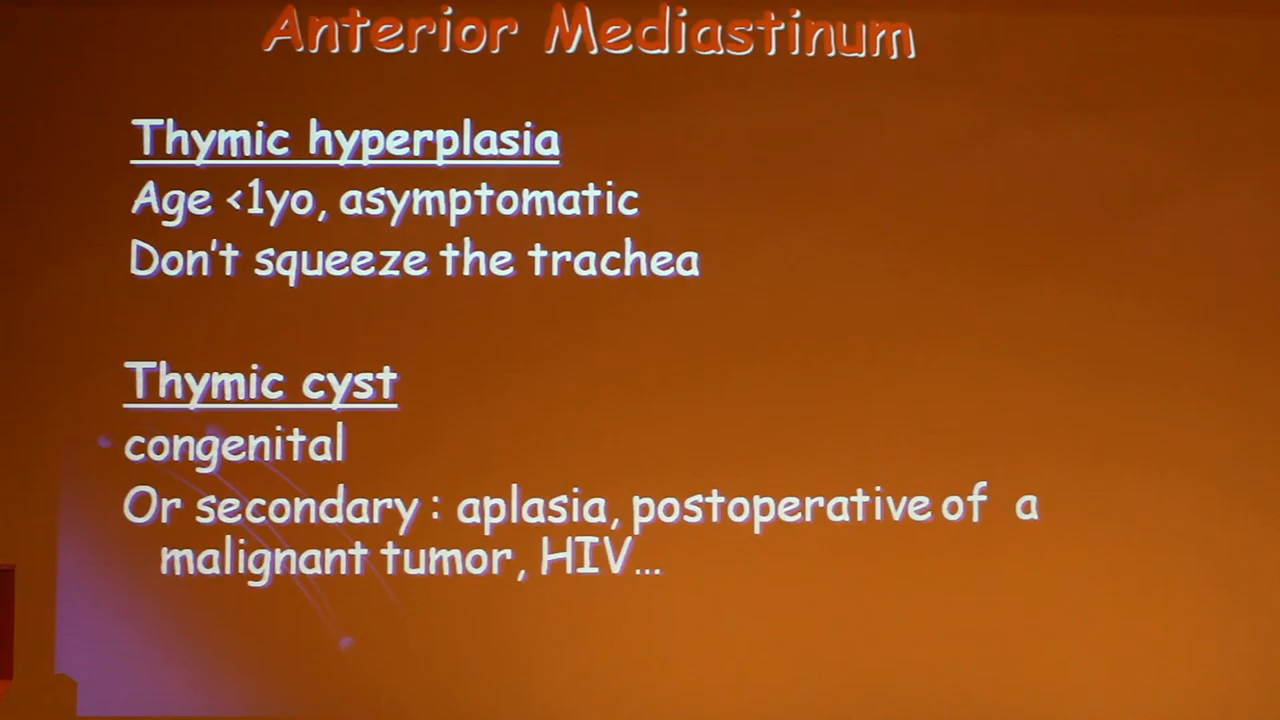 Anterior Mediastinum
Thymic hyperplasia
Age <1yo, asymptomatic
Don't squeeze the trachea
Thymic cyst
congenital
Or secondary : aplasia, postoperative of a
malignant tumor, HIV...